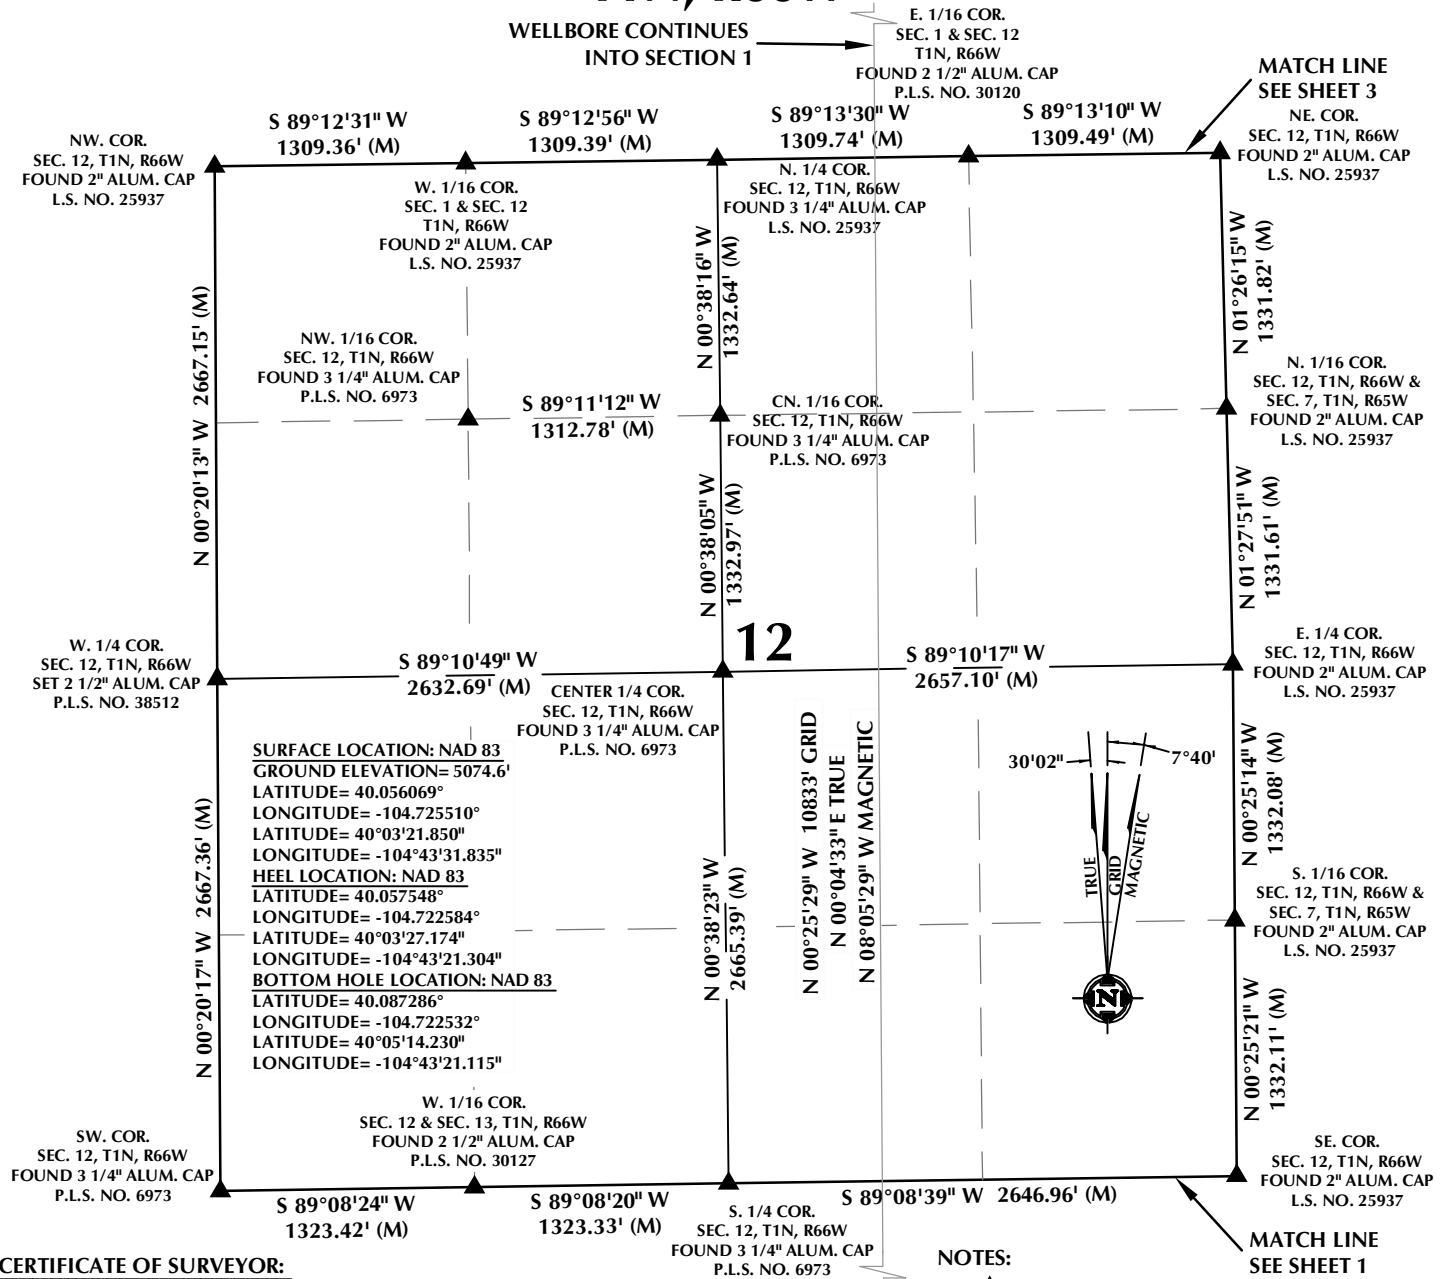 WELLBORE CONTINUES
INTO SECTION 1
E. 1/16 COR.
SEC. 1 & SEC. 12
T1N, R66W
FOUND 2 1/2" ALUM. CAP
P.L.S. NO. 30120
MATCH LINE
SEE SHEET 3
NW. COR.
SEC. 12, T1N, R66W
FOUND 2" ALUM. CAP
L.S. NO. 25937
S 89°12'31" W
1309.36' (M)
S 89°12'56" W
1309.39' (M)
S 89°13'30" W
1309.74' (M)
S 89°13'10" W
1309.49' (M)
NE. COR.
SEC. 12, T1N, R66W
FOUND 2" ALUM. CAP
L.S. NO. 25937
W. 1/16 COR.
SEC. 1 & SEC. 12
T1N, R66W
FOUND 2" ALUM. CAP
L.S. NO. 25937
N. 1/4 COR.
SEC. 12, T1N, R66W
FOUND 3 1/4" ALUM. CAP
L.S. NO. 25937
N 00°20'13" W 2667.15' (M)
N 00°38'16" W
1332.64' (M)
N 01°26'15" W
1331.82' (M)
NW. 1/16 COR.
SEC. 12, T1N, R66W
FOUND 3 1/4" ALUM. CAP
P.L.S. NO. 6973
S 89°11'12" W
1312.78' (M)
CN. 1/16 COR.
SEC. 12, T1N, R66W
FOUND 3 1/4" ALUM. CAP
P.L.S. NO. 6973
N. 1/16 COR.
SEC. 12, T1N, R66W &
SEC. 7, T1N, R65W
FOUND 2" ALUM. CAP
L.S. NO. 25937
N 00°38'05" W
1332.97' (M)
N 01°27'51" W
1331.61' (M)
W. 1/4 COR.
SEC. 12, T1N, R66W
SET 2 1/2" ALUM. CAP
P.L.S. NO. 38512
S 89°10'49" W
2632.69' (M)
12
S 89°10'17" W
2657.10' (M)
E. 1/4 COR.
SEC. 12, T1N, R66W
FOUND 2" ALUM. CAP
L.S. NO. 25937
CENTER 1/4 COR.
SEC. 12, T1N, R66W
FOUND 3 1/4" ALUM. CAP
P.L.S. NO. 6973
SURFACE LOCATION: NAD 83
GROUND ELEVATION= 5074.6'
LATITUDE= 40.056069°
LONGITUDE= -104.725510°
LATITUDE= 40°03'21.850"
LONGITUDE= -104°43'31.835"
HEEL LOCATION: NAD 83
LATITUDE= 40.057548°
LONGITUDE= -104.722584°
LATITUDE= 40°03'27.174"
LONGITUDE= -104°43'21.304"
BOTTOM HOLE LOCATION: NAD 83
LATITUDE= 40.087286°
LONGITUDE= -104.722532°
LATITUDE= 40°05'14.230"
LONGITUDE= -104°43'21.115"
N 00°20'17" W 2667.36' (M)
N 00°38'23" W
2665.39' (M)
N 00°25'29" W 10833' GRID
N 00°04'33" E TRUE
N 08°05'29" W MAGNETIC
30'02"
7°40'
TRUE
GRID
MAGNETIC
N
N 00°25'14" W
1332.08' (M)
S. 1/16 COR.
SEC. 12, T1N, R66W &
SEC. 7, T1N, R65W
FOUND 2" ALUM. CAP
L.S. NO. 25937
N 00°25'21" W
1332.11' (M)
SW. COR.
SEC. 12, T1N, R66W
FOUND 3 1/4" ALUM. CAP
P.L.S. NO. 6973
W. 1/16 COR.
SEC. 12 & SEC. 13, T1N, R66W
FOUND 2 1/2" ALUM. CAP
P.L.S. NO. 30127
SE. COR.
SEC. 12, T1N, R66W
FOUND 2" ALUM. CAP
L.S. NO. 25937
S 89°08'24" W
1323.42' (M)
S 89°08'20" W
1323.33' (M)
S 89°08'39" W 2646.96' (M)
S. 1/4 COR.
SEC. 12, T1N, R66W
FOUND 3 1/4" ALUM. CAP
P.L.S. NO. 6973
MATCH LINE
SEE SHEET 1
CERTIFICATE OF SURVEYOR:
NOTES: